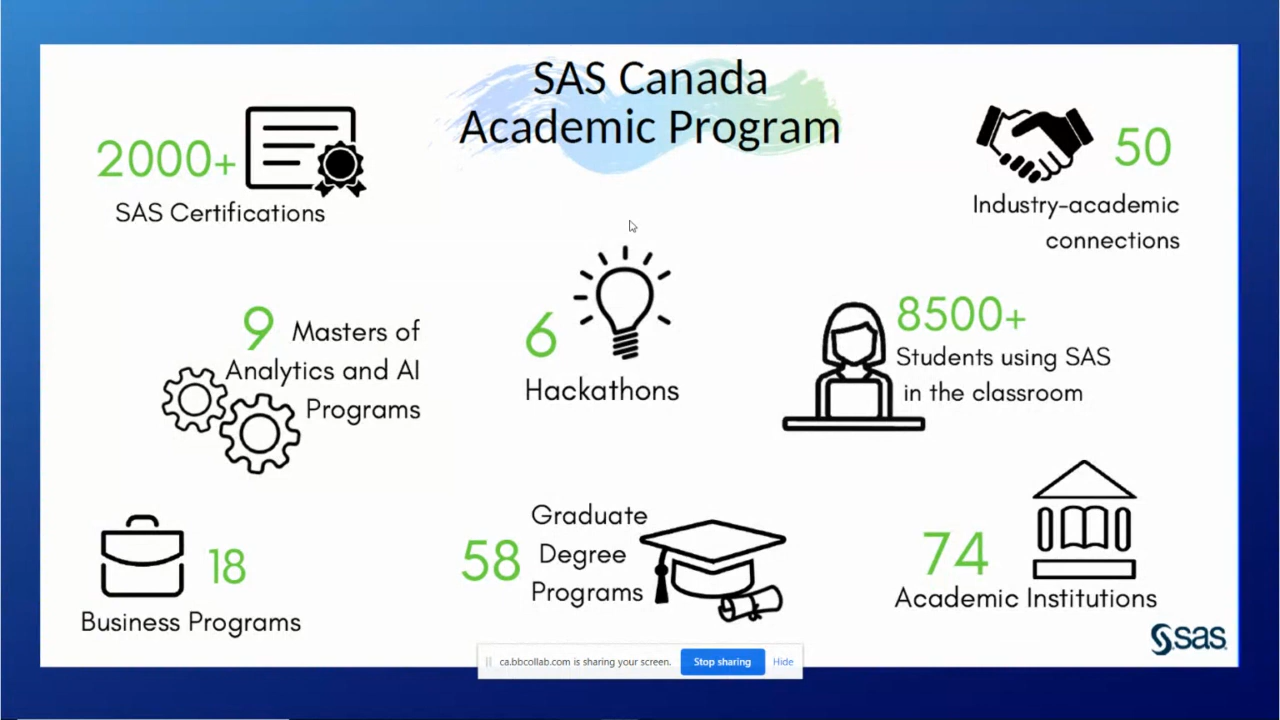 SAS Canada
Academic Program
2000+
SAS Certifications
50
Industry-academic
connections
9 Masters of
Analytics and AI
Programs
6
Hackathons
8500+
Students using SAS
in the classroom
18
Business Programs
58
Graduate
Degree
Programs
74
Academic Institutions
sas
ca.bbcollab.com is sharing your screen. Stop sharing Hide